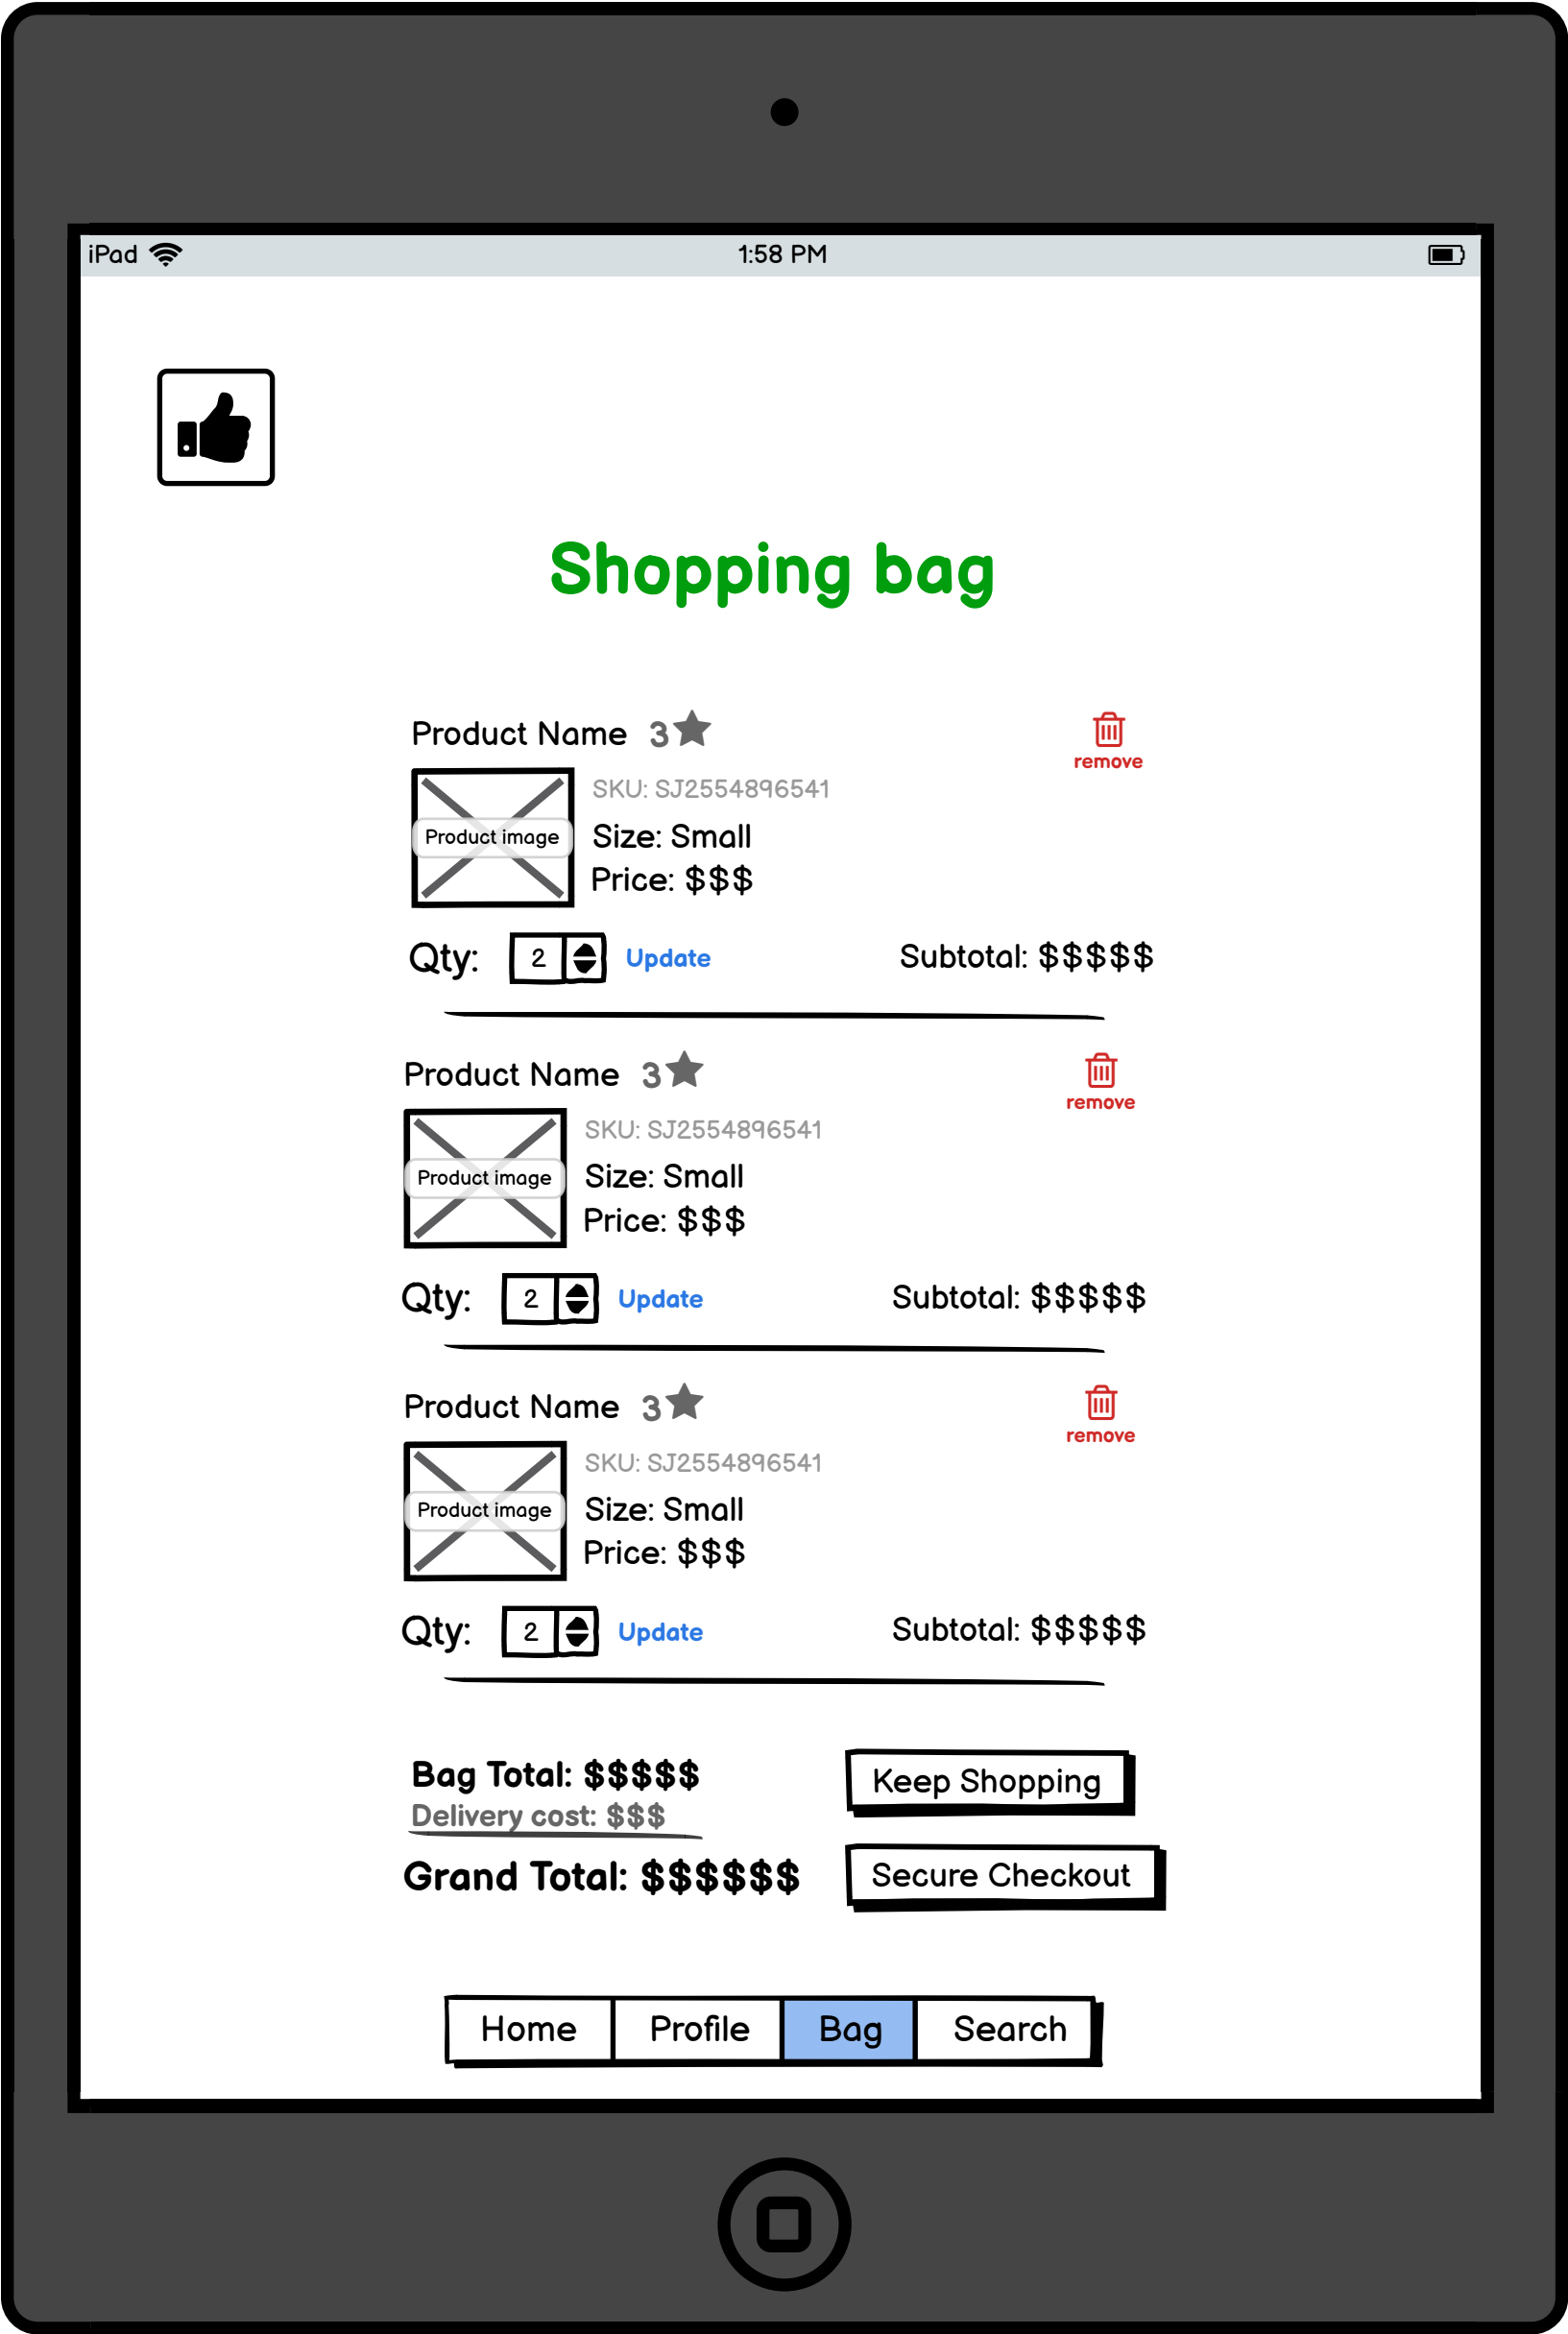 iPad 1:58 PM
Shopping bag
Product Name 3
remove
SKU: SJ2554896541
Product image
Size: Small
Price: $$$
Qty: 2 Update Subtotal: $$$$$
Product Name 3
remove
SKU: SJ2554896541
Product image
Size: Small
Price: $$$
Qty: 2 Update Subtotal: $$$$$
Product Name 3
remove
SKU: SJ2554896541
Product image
Size: Small
Price: $$$
Qty: 2 Update Subtotal: $$$$$
Bag Total: $$$$$
Keep Shopping
Delivery cost: $$$
Grand Total: $$$$$$
Secure Checkout
Home Profile Bag Search